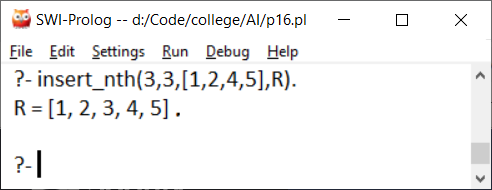 SWI-Prolog -- d:/Code/college/AI/p16.pl
File Edit Settings Run Debug Help
?- insert_nth(3,3,[1,2,4,5],R).
R = [1, 2, 3, 4, 5] .
?-